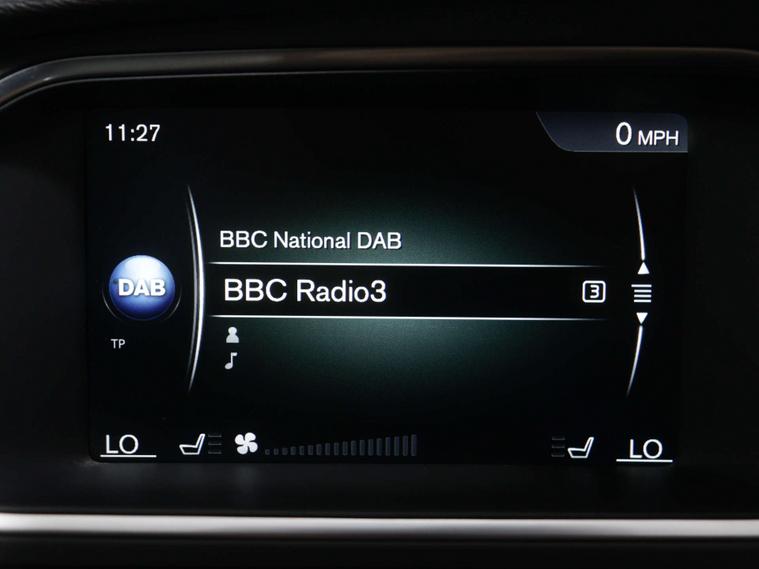 11:27
0 MPH
BBC National DAB
DAB
BBC Radio3
3
TP
LO
LO